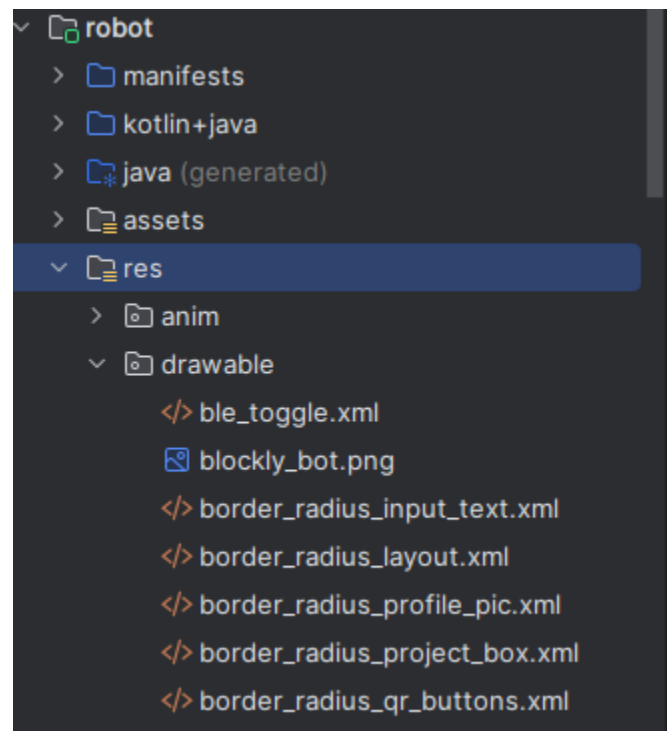 robot
manifests
kotlin+java
java (generated)
assets
res
anim
drawable
ble_toggle.xml
blockly_bot.png
border_radius_input_text.xml
border_radius_layout.xml
border_radius_profile_pic.xml
border_radius_project_box.xml
border_radius_qr_buttons.xml